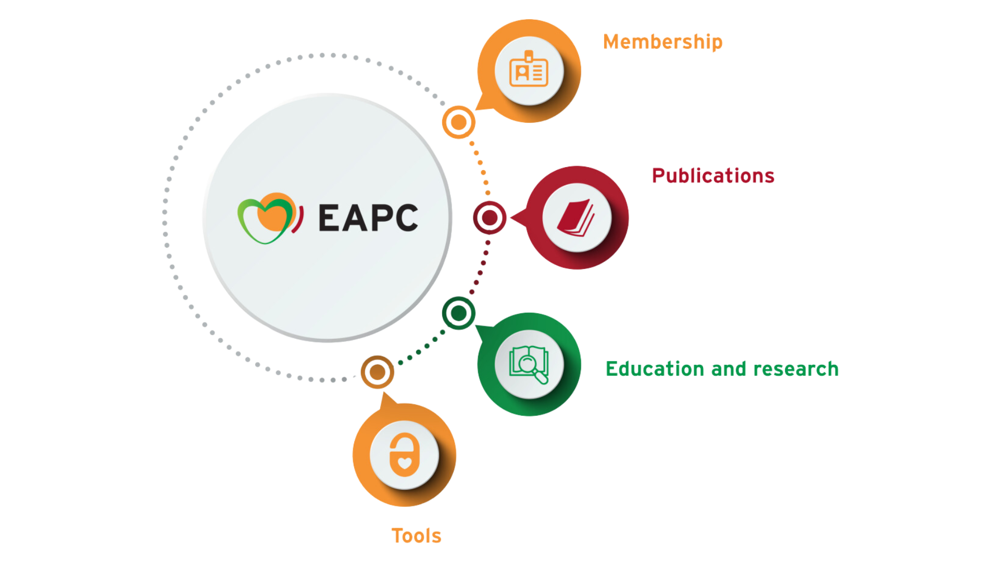 Membership
Publications
EAPC
Education and research
Tools